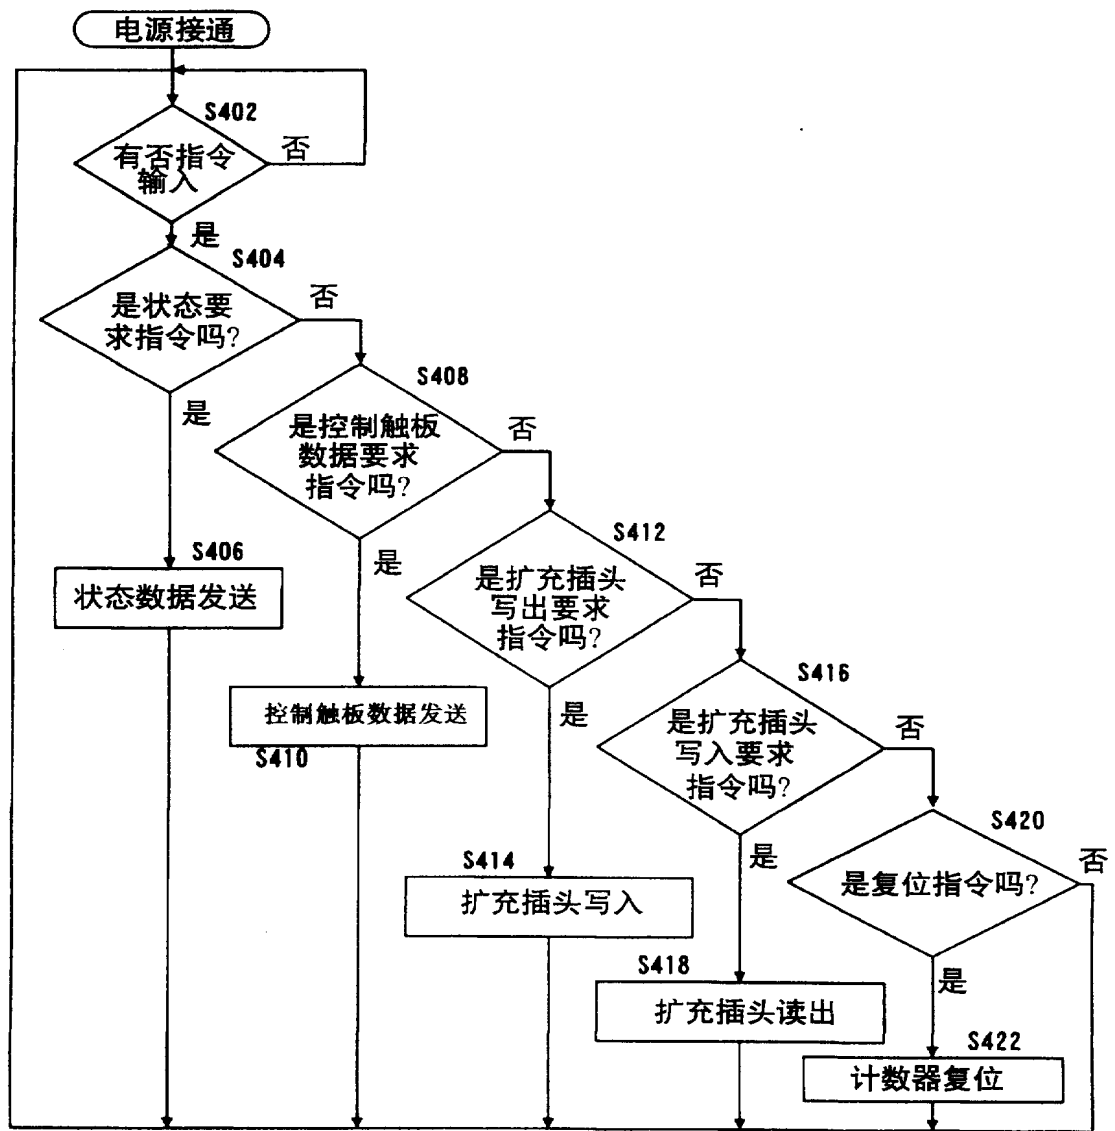 电源接通
S402
有否指令
输入
否
是
S404
是状态要
求指令吗?
否
是
S408
是控制触板
数据要求
指令吗?
否
是
S406
状态数据发送
S412
是扩充插头
写出要求
指令吗?
否
是
控制触板数据发送
S410
S416
是扩充插头
写入要求
指令吗?
否
是
S414
扩充插头写入
S420
是复位指令吗?
否
是
S418
扩充插头读出
S422
计数器复位